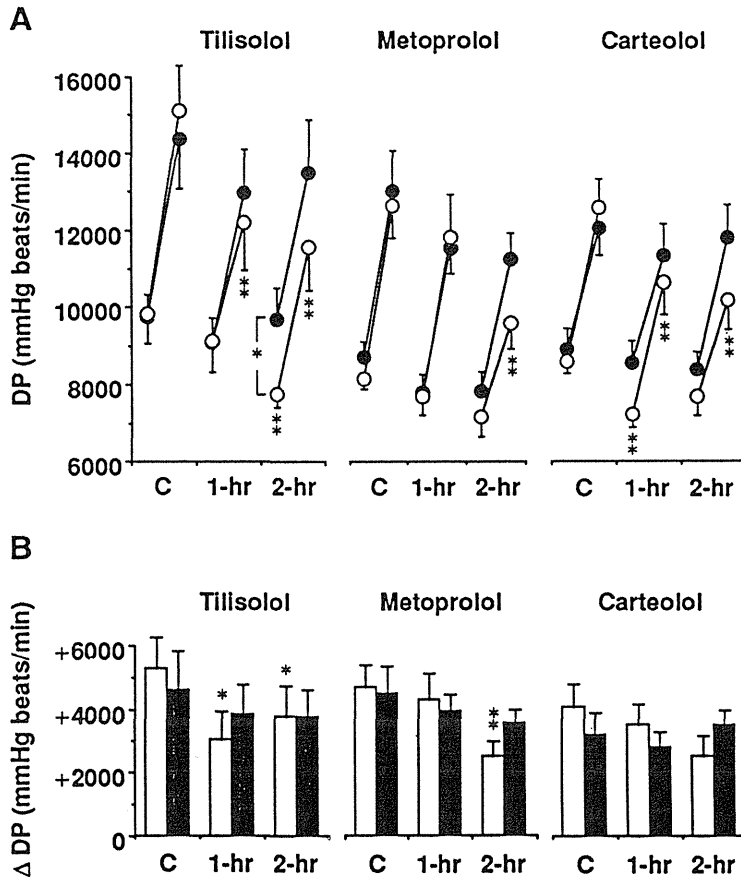 A
Tilisolol Metoprolol Carteolol
DP (mmHg beats/min)
16000
14000
12000
10000
8000
6000
*
**
**
**
**
**
**
**
C 1-hr 2-hr C 1-hr 2-hr C 1-hr 2-hr
B
Tilisolol Metoprolol Carteolol
Δ DP (mmHg beats/min)
+6000
+4000
+2000
0
*
*
**
C 1-hr 2-hr C 1-hr 2-hr C 1-hr 2-hr